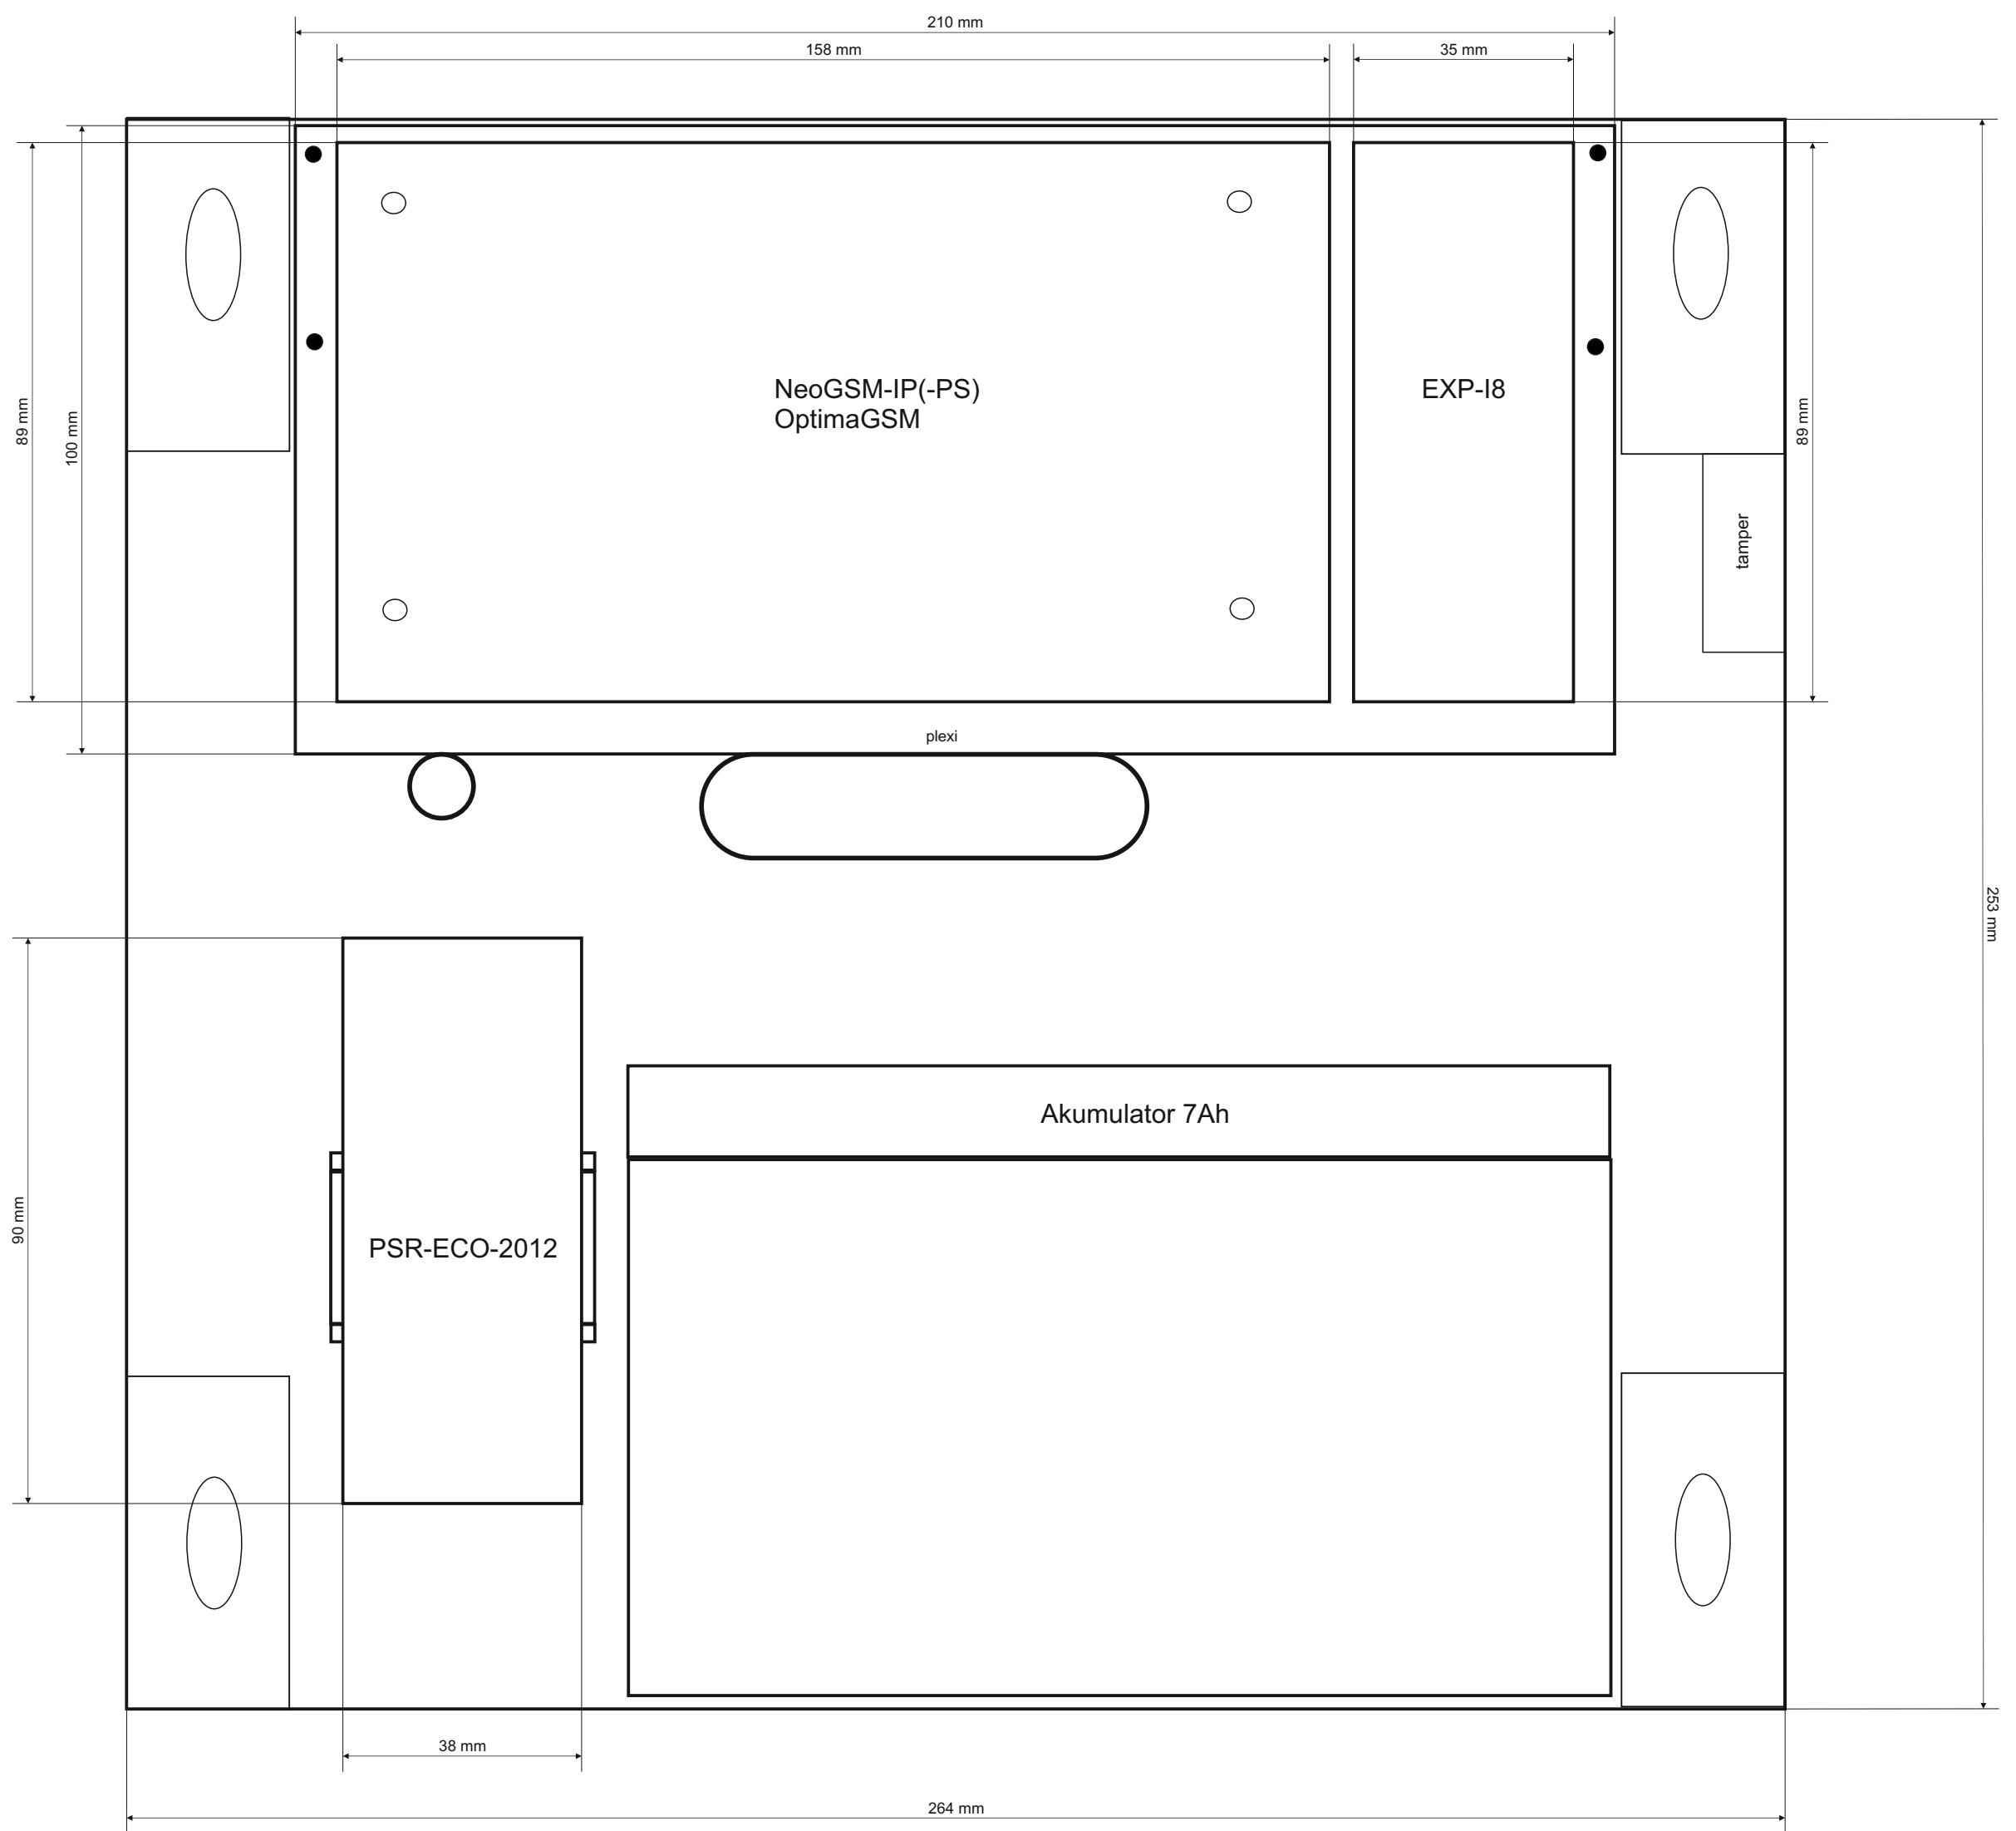 210 mm
158 mm
35 mm
NeoGSM-IP(-PS)
OptimaGSM
EXP-I8
89 mm
100 mm
89 mm
tamper
plexi
253 mm
Akumulator 7Ah
90 mm
PSR-ECO-2012
38 mm
264 mm